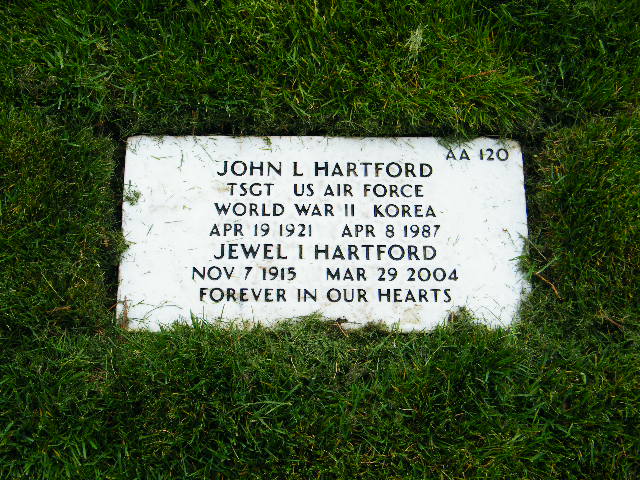 AA 120
JOHN L HARTFORD
TSGT US AIR FORCE
WORLD WAR II KOREA
APR 19 1921 APR 8 1987
JEWEL I HARTFORD
NOV 7 1915 MAR 29 2004
FOREVER IN OUR HEARTS